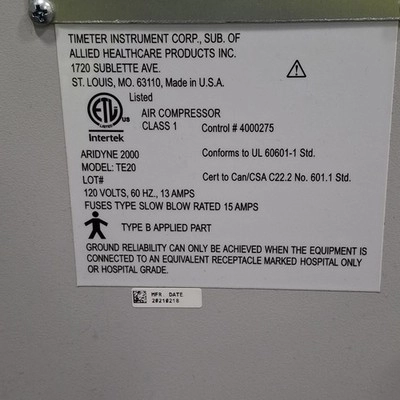 TIMETER INSTRUMENT CORP., SUB. OF
ALLIED HEALTHCARE PRODUCTS INC.
1720 SUBLETTE AVE.
ST. LOUIS, MO. 63110, Made in U.S.A.
Listed
ETL
LISTED
US
Intertek
AIR COMPRESSOR
CLASS 1 Control # 4000275
ARIDYNE 2000 Conforms to UL 60601-1 Std.
MODEL: TE20
LOT# Cert to Can/CSA C22.2 No. 601.1 Std.
120 VOLTS, 60 HZ., 13 AMPS
FUSES TYPE SLOW BLOW RATED 15 AMPS
TYPE B APPLIED PART
GROUND RELIABILITY CAN ONLY BE ACHIEVED WHEN THE EQUIPMENT IS
CONNECTED TO AN EQUIVALENT RECEPTACLE MARKED HOSPITAL ONLY
OR HOSPITAL GRADE.
MFR. DATE
20210216